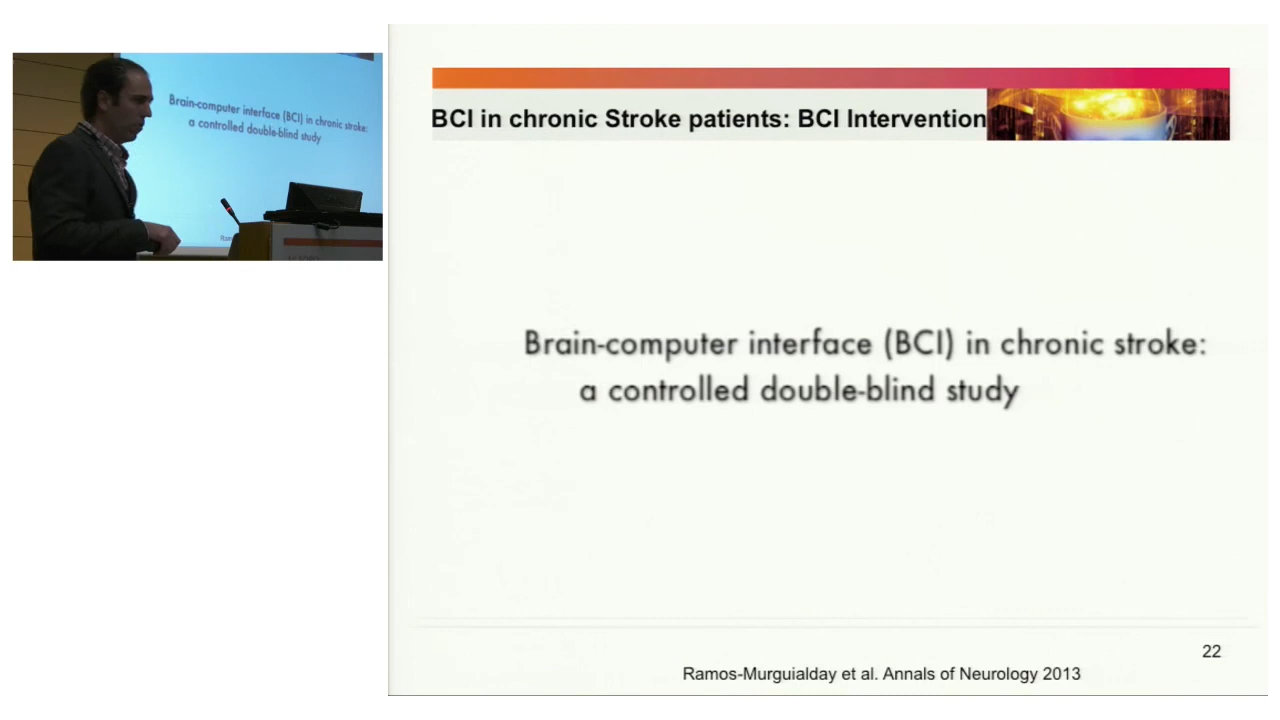 Brain-computer interface (BCI) in chronic stroke:
a controlled double-blind study
BCI in chronic Stroke patients: BCI Intervention
Brain-computer interface (BCI) in chronic stroke:
a controlled double-blind study
22
Ramos-Murguialday et al. Annals of Neurology 2013